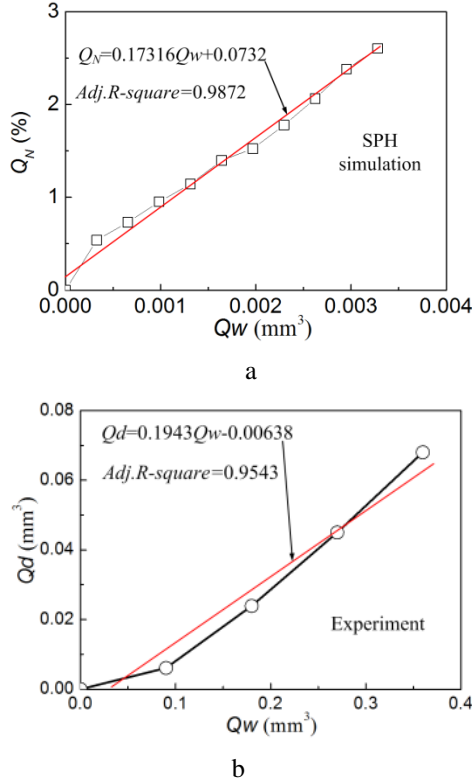 3
Q_N=0.17316Qw+0.0732
Adj.R-square=0.9872
2
Q_N (%)
SPH
simulation
1
0
0.000 0.001 0.002 0.003 0.004
Qw (mm³)
a
0.08
Qd=0.1943Qw-0.00638
Adj.R-square=0.9543
0.06
Qd (mm³)
0.04
0.02
Experiment
0.00
0.0 0.1 0.2 0.3 0.4
Qw (mm³)
b